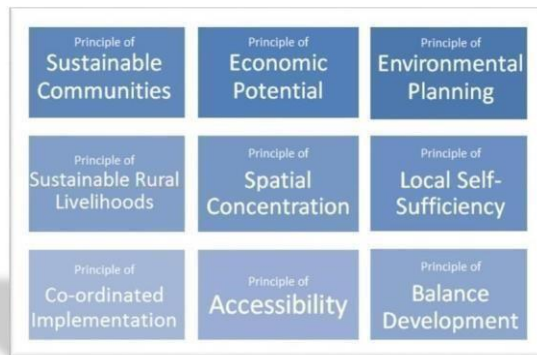 Principle of
Sustainable
Communities
Principle of
Economic
Potential
Principle of
Environmental
Planning
Principle of
Sustainable Rural
Livelihoods
Principle of
Spatial
Concentration
Principle of
Local Self-
Sufficiency
Principle of
Co-ordinated
Implementation
Principle of
Accessibility
Principle of
Balance
Development